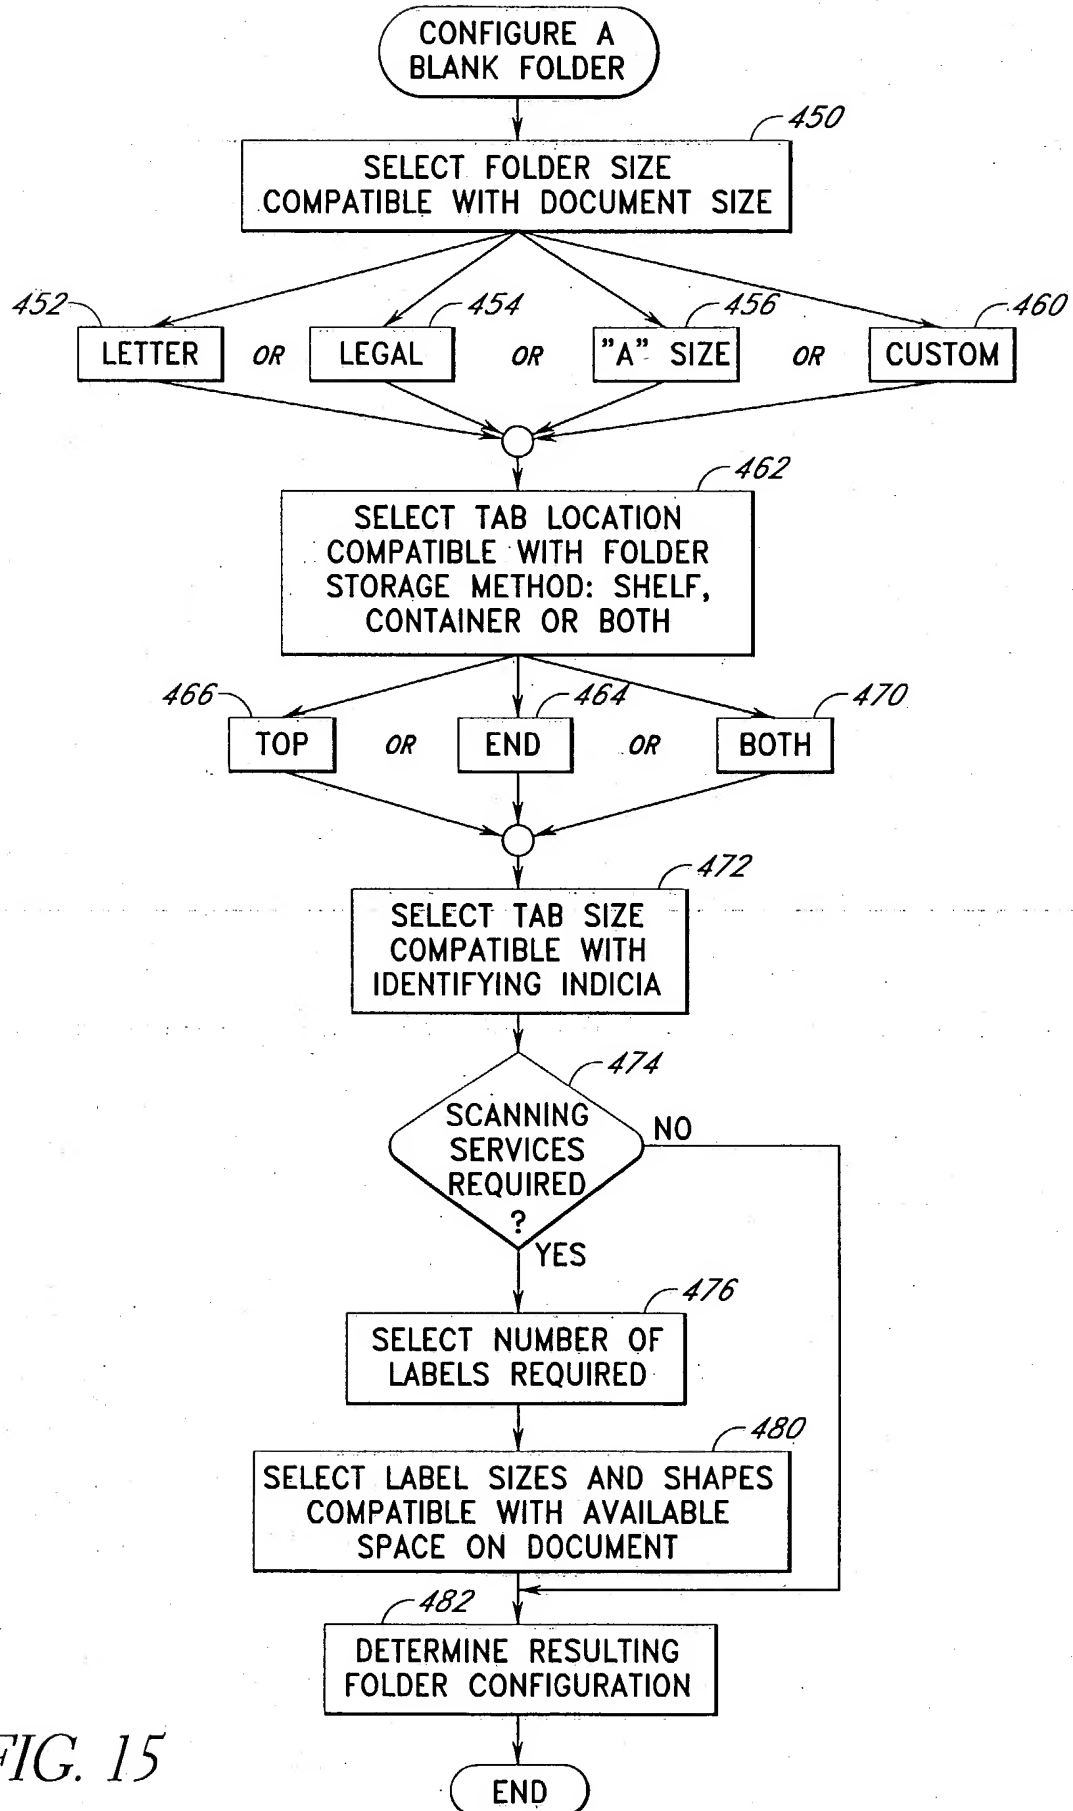 CONFIGURE A
BLANK FOLDER
450
SELECT FOLDER SIZE
COMPATIBLE WITH DOCUMENT SIZE
452
454
456
460
LETTER OR LEGAL OR "A" SIZE OR CUSTOM
462
SELECT TAB LOCATION
COMPATIBLE WITH FOLDER
STORAGE METHOD: SHELF,
CONTAINER OR BOTH
466
464
470
TOP OR END OR BOTH
472
SELECT TAB SIZE
COMPATIBLE WITH
IDENTIFYING INDICIA
474
SCANNING
SERVICES
REQUIRED
?
NO
YES
476
SELECT NUMBER OF
LABELS REQUIRED
480
SELECT LABEL SIZES AND SHAPES
COMPATIBLE WITH AVAILABLE
SPACE ON DOCUMENT
482
DETERMINE RESULTING
FOLDER CONFIGURATION
FIG. 15
END